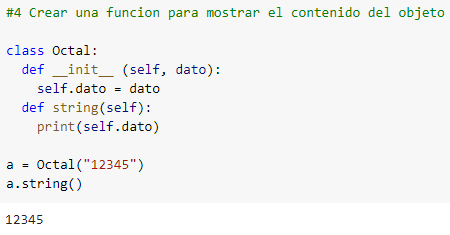 #4 Crear una funcion para mostrar el contenido del objeto
class Octal:
  def __init__ (self, dato):
    self.dato = dato
  def string(self):
    print(self.dato)
a = Octal("12345")
a.string()
12345